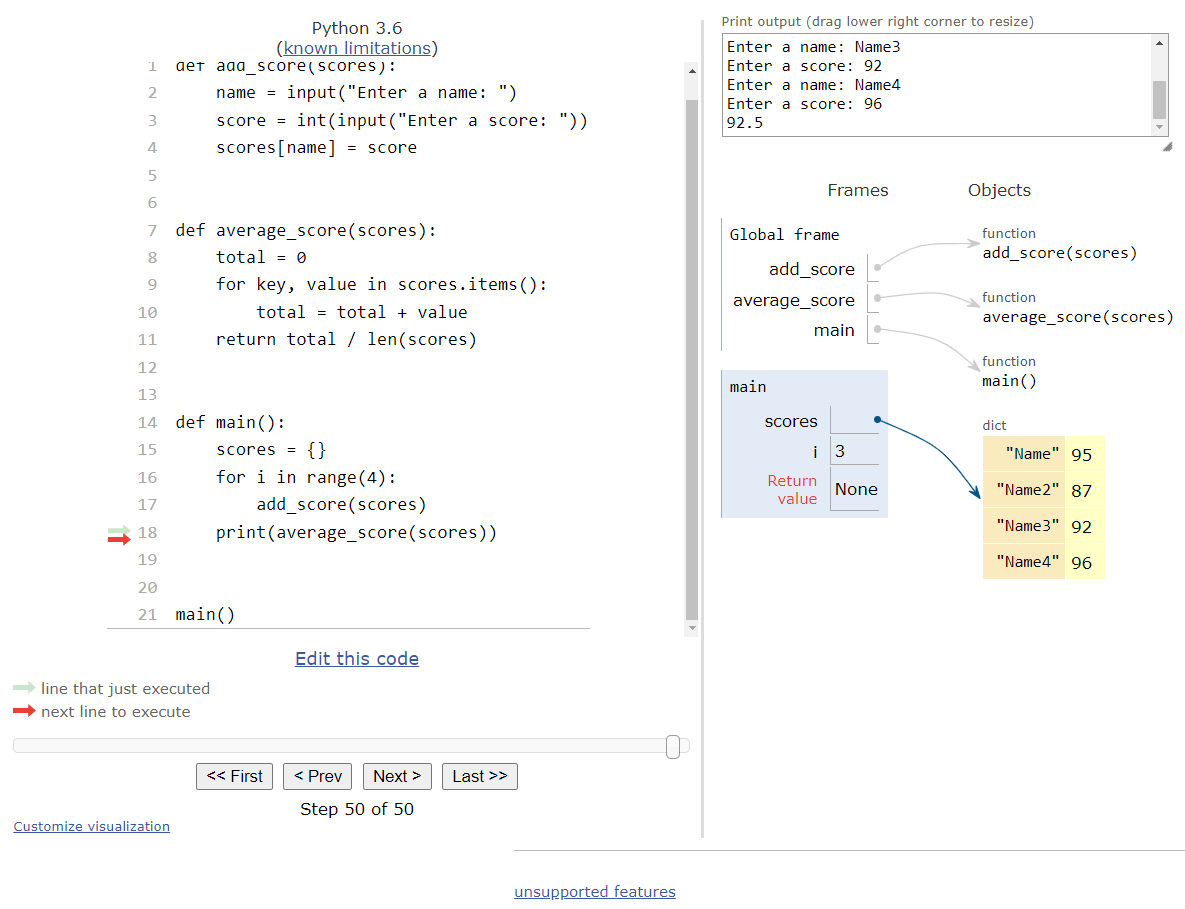 Python 3.6
(known limitations)
1 def add_score(scores):
2     name = input("Enter a name: ")
3     score = int(input("Enter a score: "))
4     scores[name] = score
5
6
7 def average_score(scores):
8     total = 0
9     for key, value in scores.items():
10         total = total + value
11     return total / len(scores)
12
13
14 def main():
15     scores = {}
16     for i in range(4):
17         add_score(scores)
18     print(average_score(scores))
19
20
21 main()
Edit this code
line that just executed
next line to execute
<< First < Prev Next > Last >>
Step 50 of 50
Customize visualization
Print output (drag lower right corner to resize)
Enter a name: Name3
Enter a score: 92
Enter a name: Name4
Enter a score: 96
92.5
Frames Objects
Global frame
add_score
average_score
main
function
add_score(scores)
function
average_score(scores)
function
main()
main
scores
i 3
Return
value None
dict
"Name" 95
"Name2" 87
"Name3" 92
"Name4" 96
unsupported features